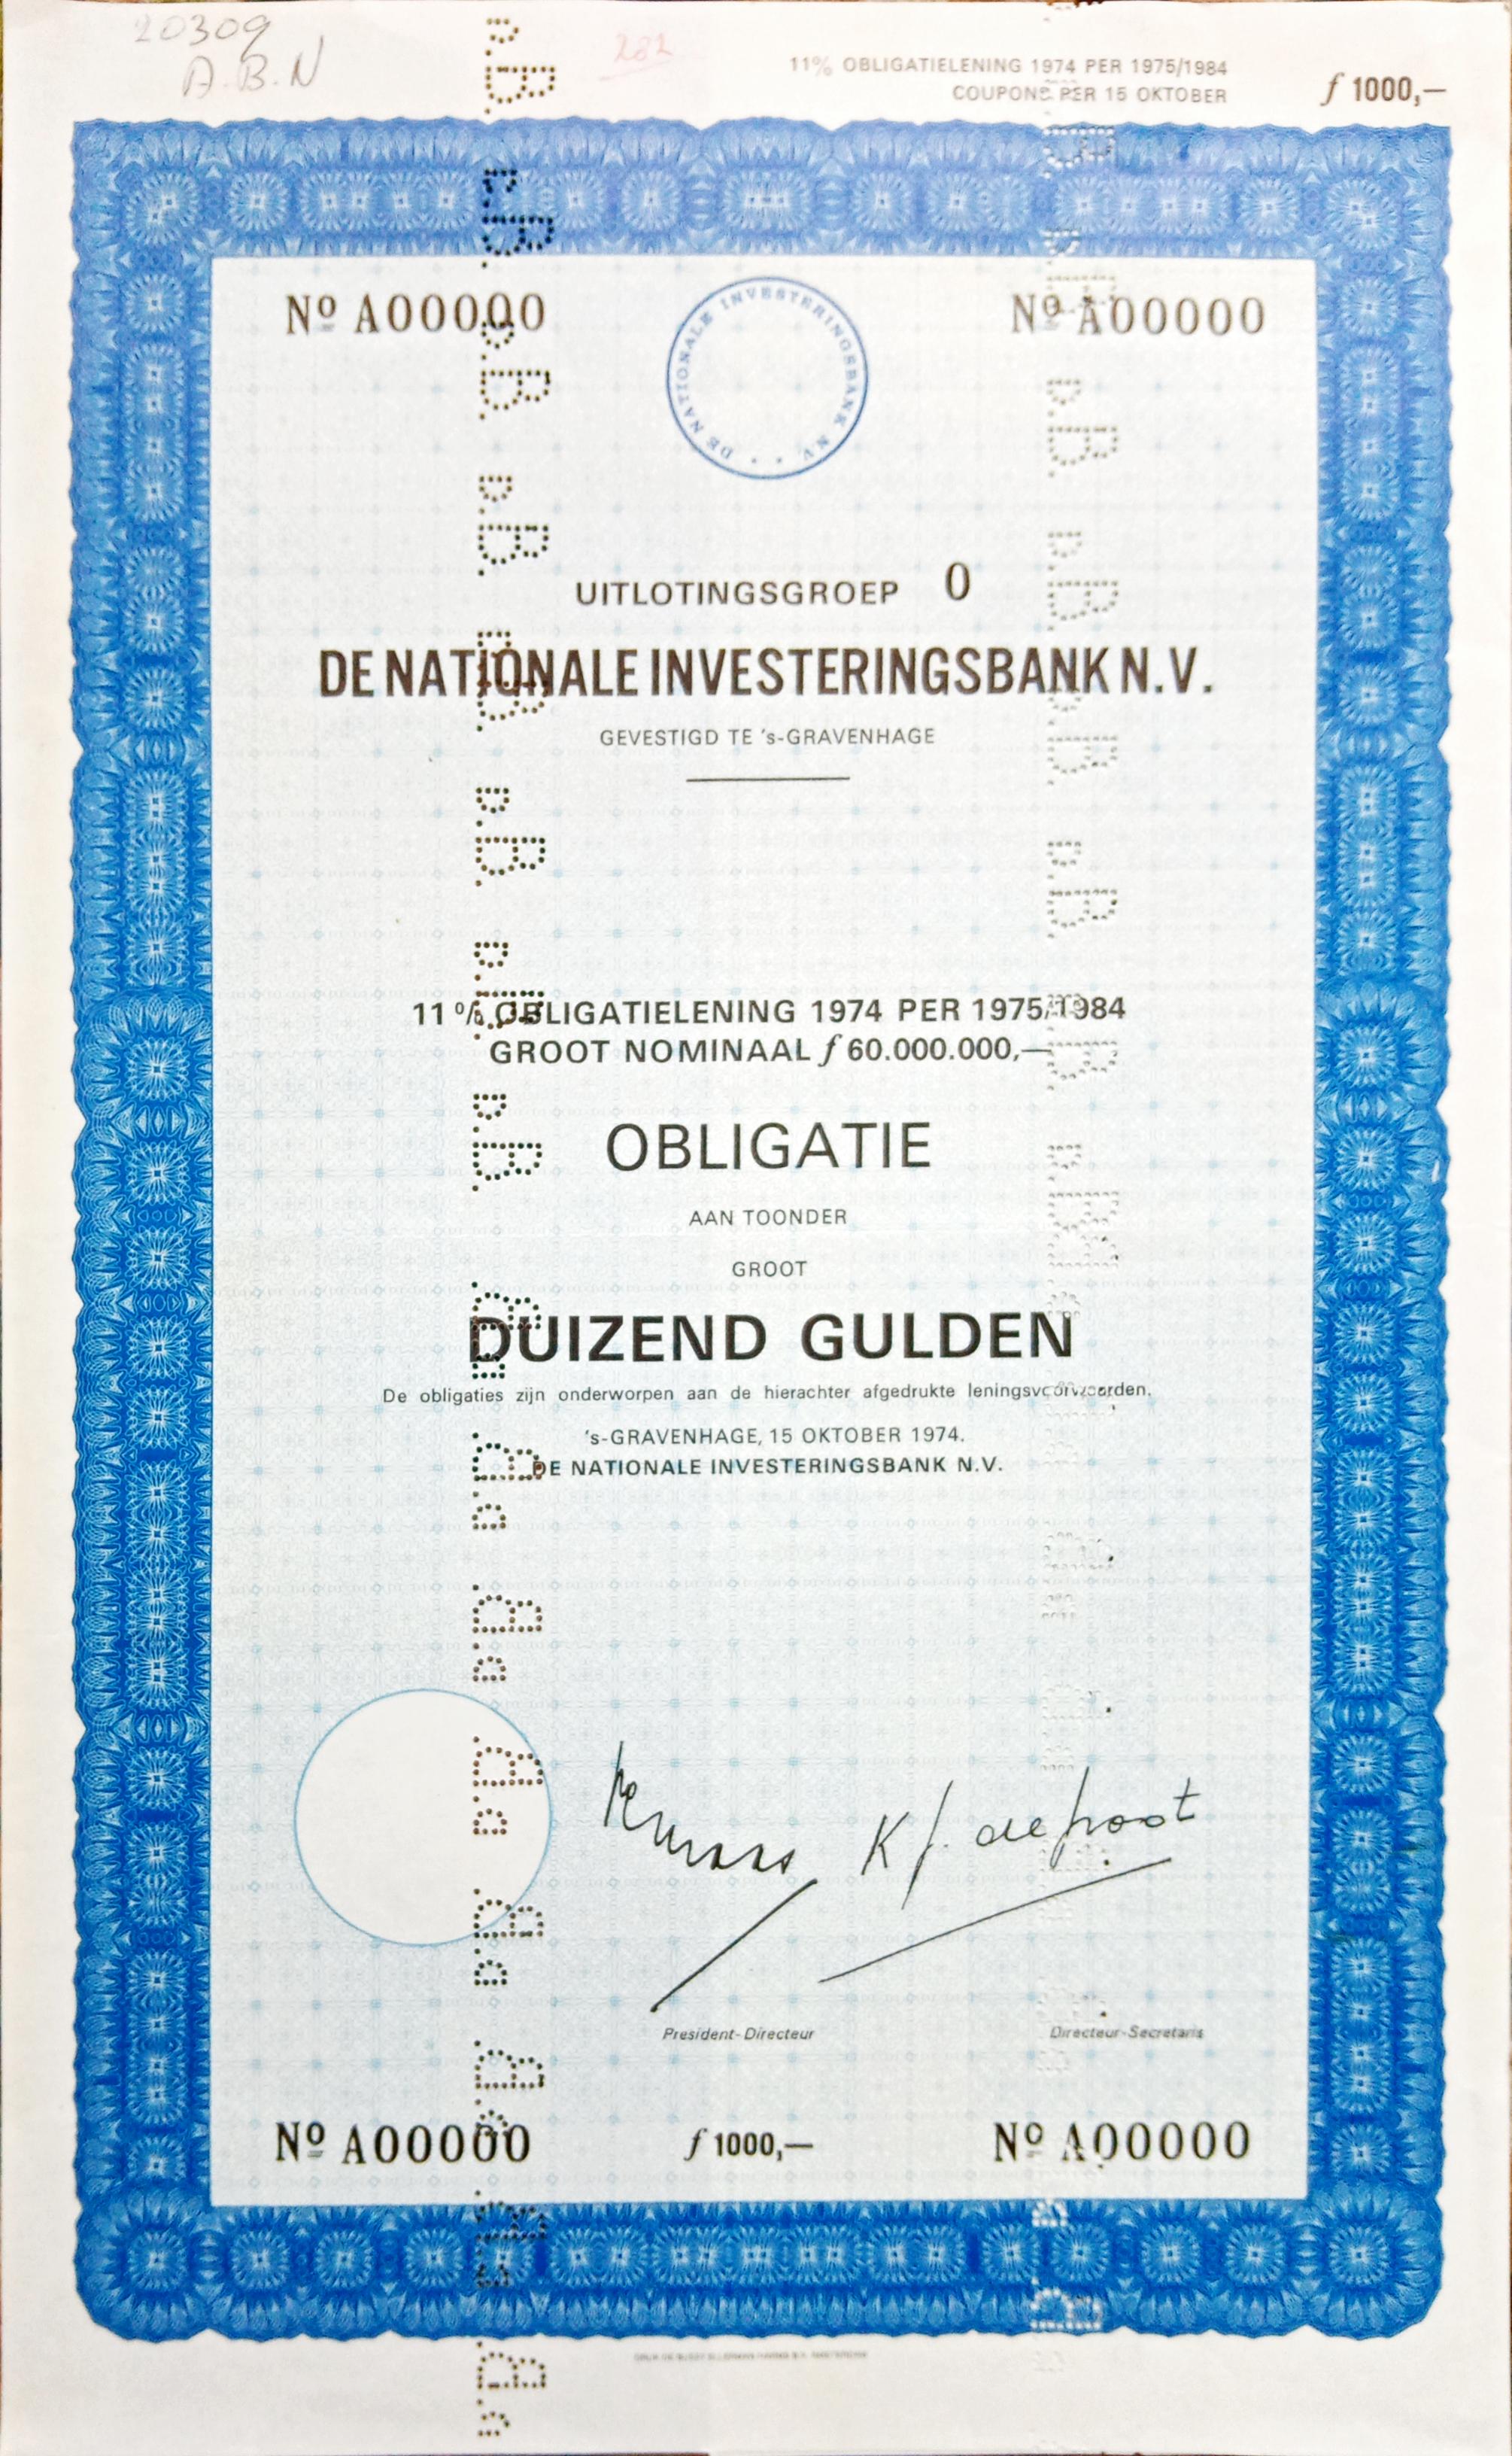 20309
A.B.N
282
11% OBLIGATIELENING 1974 PER 1975/1984
COUPONS PER 15 OKTOBER
ƒ 1000,—
Nº A00000
Nº A00000
DE NATIONALE INVESTERINGSBANK NV
UITLOTINGSGROEP 0
DE NATIONALE INVESTERINGSBANK N.V.
GEVESTIGD TE 's-GRAVENHAGE
11% OBLIGATIELENING 1974 PER 1975/1984
GROOT NOMINAAL ƒ 60.000.000,—
OBLIGATIE
AAN TOONDER
GROOT
DUIZEND GULDEN
De obligaties zijn onderworpen aan de hierachter afgedrukte leningsvoorwaarden.
's-GRAVENHAGE, 15 OKTOBER 1974.
DE NATIONALE INVESTERINGSBANK N.V.
President-Directeur
Directeur-Secretaris
Nº A00000
ƒ 1000,—
Nº A00000